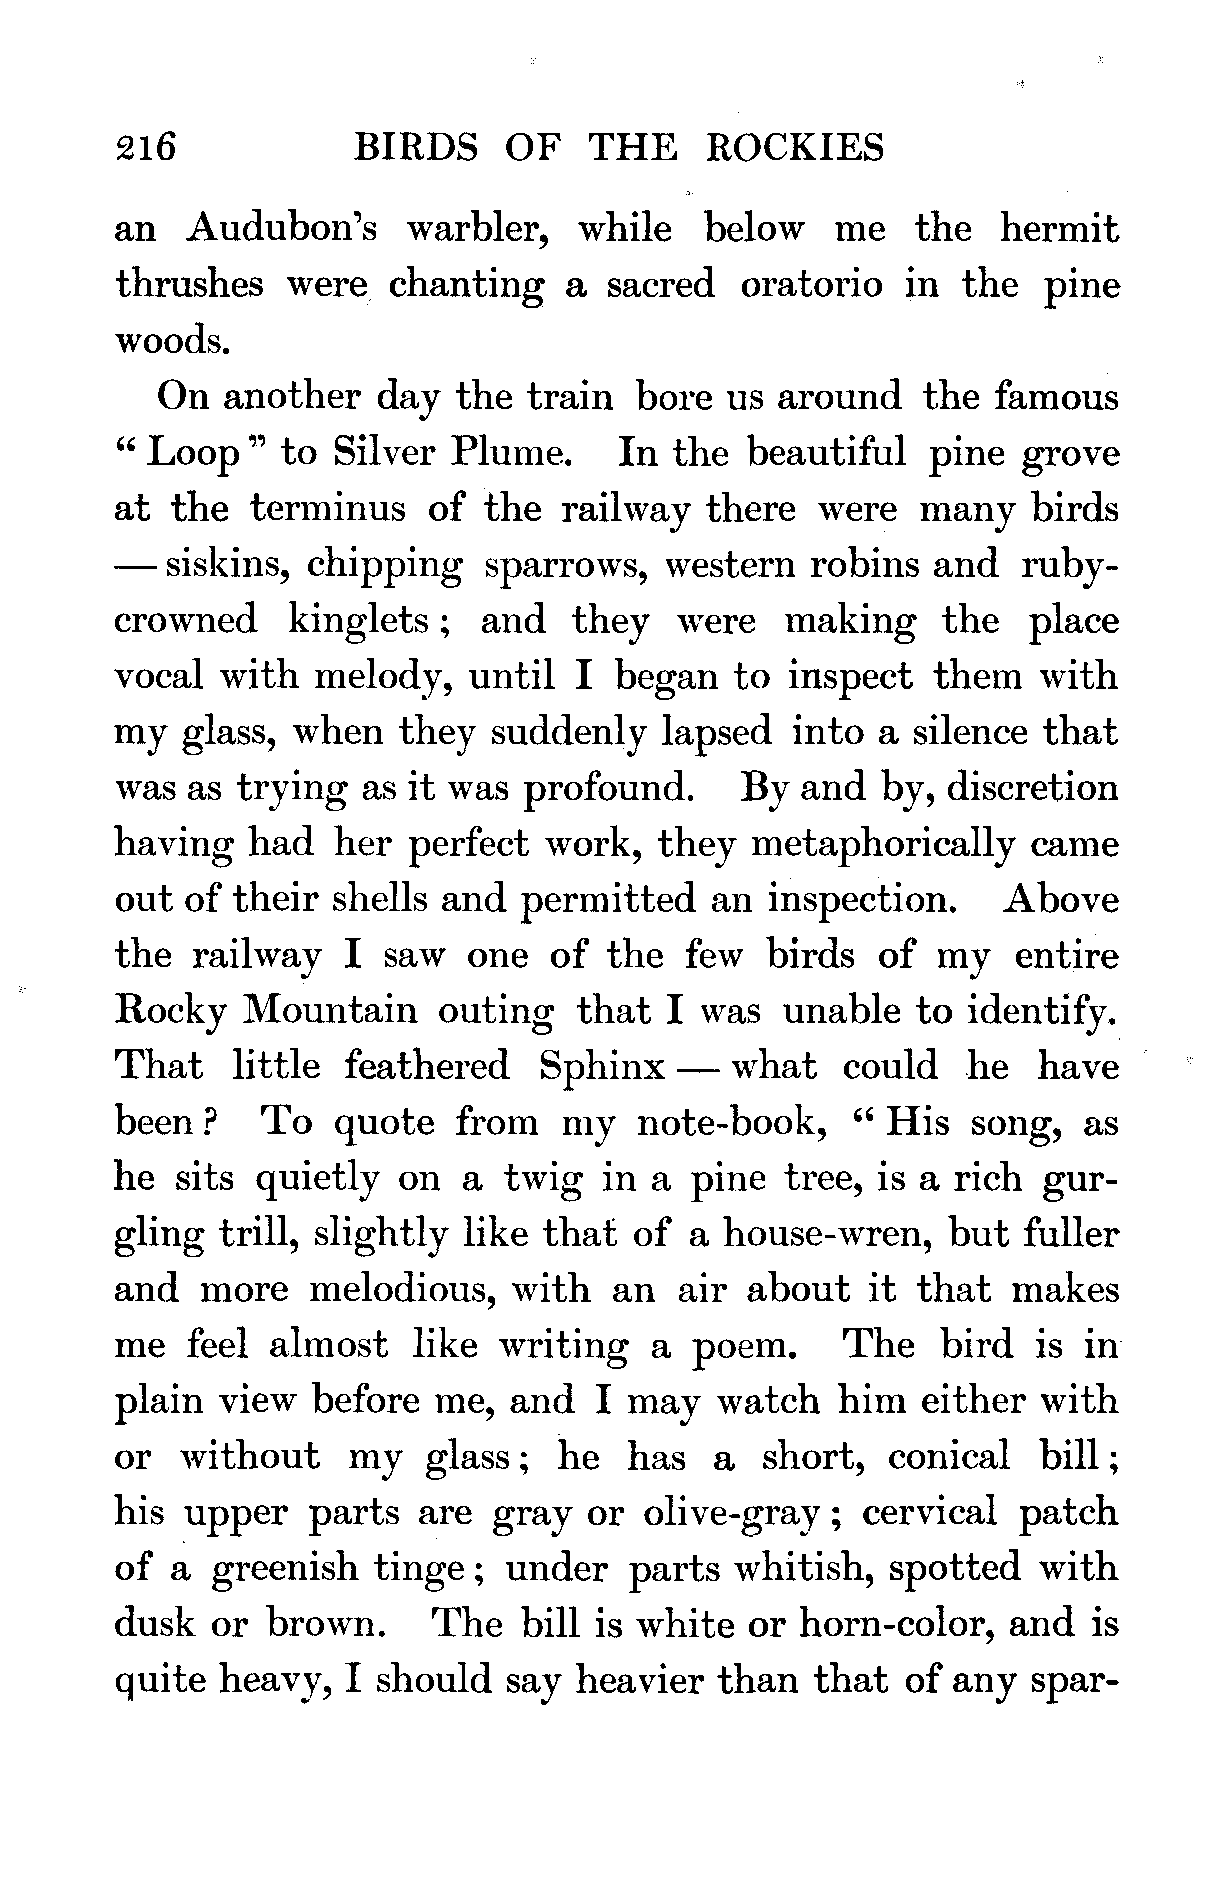 216 BIRDS OF THE ROCKIES
an Audubon's warbler, while below me the hermit
thrushes were chanting a sacred oratorio in the pine
woods.
On another day the train bore us around the famous
“ Loop ” to Silver Plume. In the beautiful pine grove
at the terminus of the railway there were many birds
— siskins, chipping sparrows, western robins and ruby-
crowned kinglets ; and they were making the place
vocal with melody, until I began to inspect them with
my glass, when they suddenly lapsed into a silence that
was as trying as it was profound. By and by, discretion
having had her perfect work, they metaphorically came
out of their shells and permitted an inspection. Above
the railway I saw one of the few birds of my entire
Rocky Mountain outing that I was unable to identify.
That little feathered Sphinx — what could he have
been ? To quote from my note-book, “ His song, as
he sits quietly on a twig in a pine tree, is a rich gur-
gling trill, slightly like that of a house-wren, but fuller
and more melodious, with an air about it that makes
me feel almost like writing a poem. The bird is in
plain view before me, and I may watch him either with
or without my glass ; he has a short, conical bill ;
his upper parts are gray or olive-gray ; cervical patch
of a greenish tinge ; under parts whitish, spotted with
dusk or brown. The bill is white or horn-color, and is
quite heavy, I should say heavier than that of any spar-